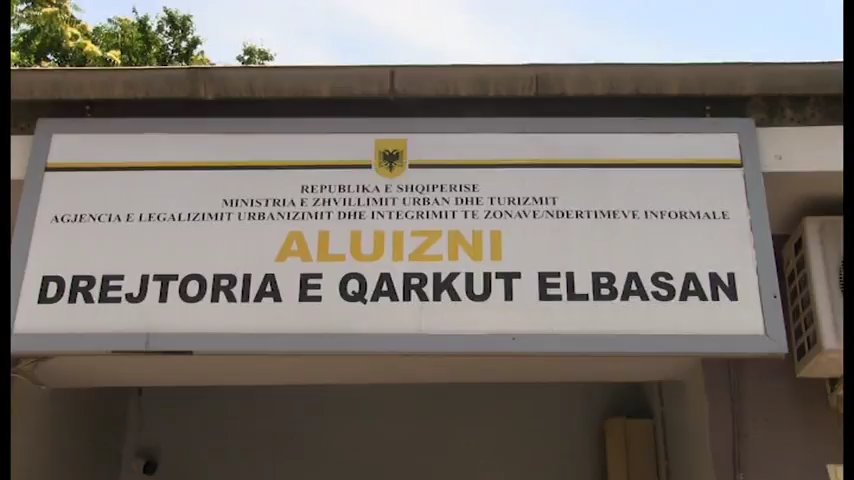 REPUBLIKA E SHQIPERISE
MINISTRIA E ZHVILLIMIT URBAN DHE TURIZMIT
AGJENCIA E LEGALIZIMIT URBANIZIMIT DHE INTEGRIMIT TE ZONAVE/NDERTIMEVE INFORMALE
ALUIZNI
DREJTORIA E QARKUT ELBASAN